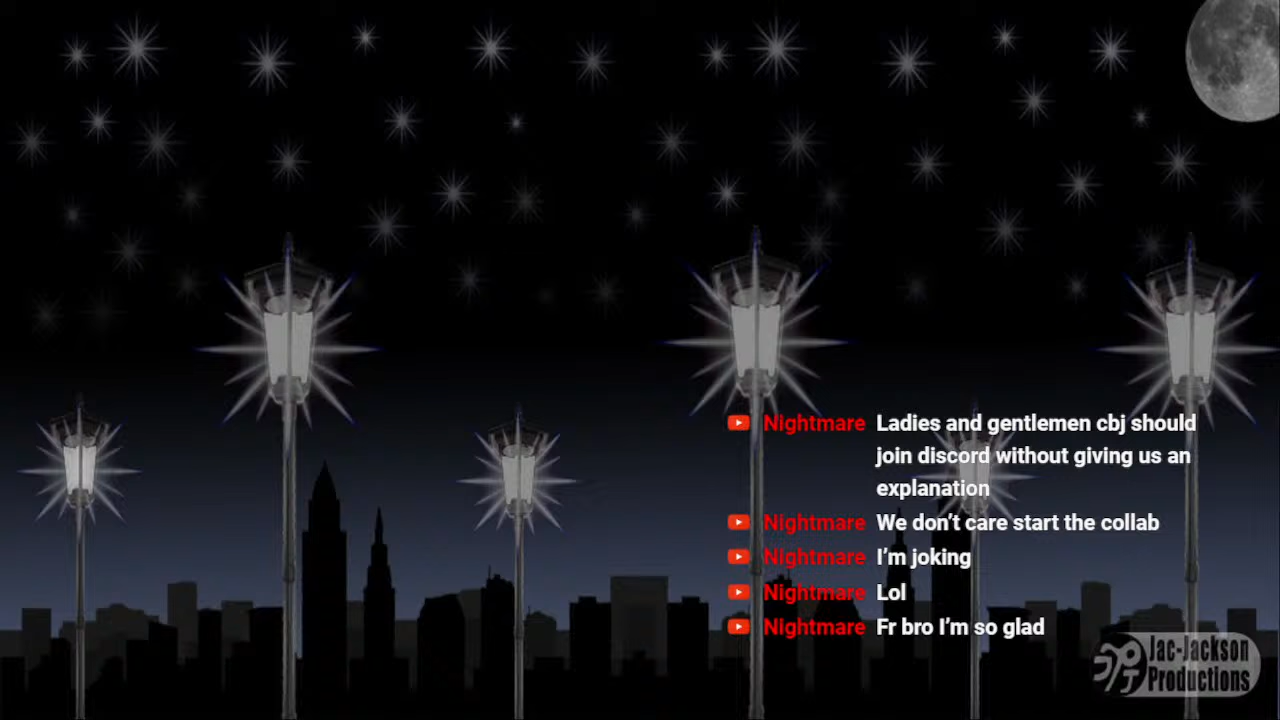 Nightmare Ladies and gentlemen cbj should
join discord without giving us an
explanation
Nightmare We don’t care start the collab
Nightmare I’m joking
Nightmare Lol
Nightmare Fr bro I’m so glad
Jac-Jackson
Productions